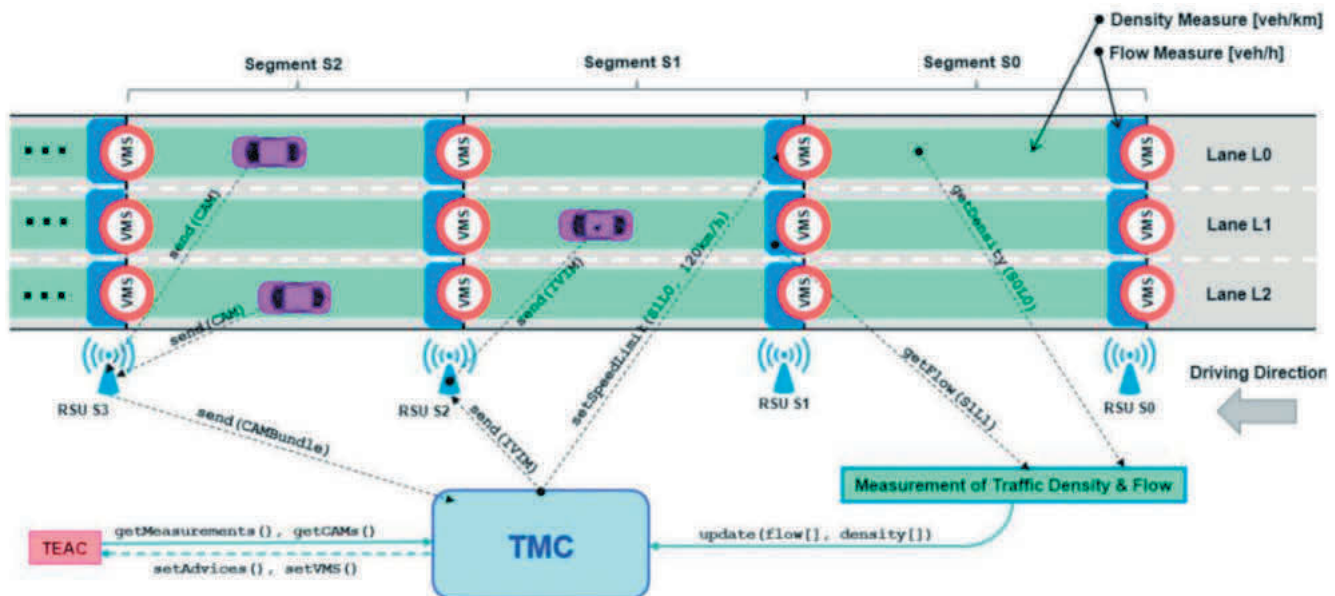 Density Measure [veh/km]
Flow Measure [veh/h]
Segment S2
Segment S1
Segment S0
VMS
VMS
VMS
VMS
Lane L0
VMS
VMS
VMS
VMS
Lane L1
VMS
VMS
VMS
VMS
Lane L2
send(CAM)
send(CAM)
send(IVIM)
setSpeedLimit(S1L0, 120km/h)
getDensity(S0L0)
getFlow(S1L1)
RSU S3
RSU S2
RSU S1
RSU S0
Driving Direction
send(CAMBundle)
send(IVIM)
Measurement of Traffic Density & Flow
TEAC
getMeasurements(), getCAMs()
setAdvices(), setVMS()
TMC
update(flow[], density[])